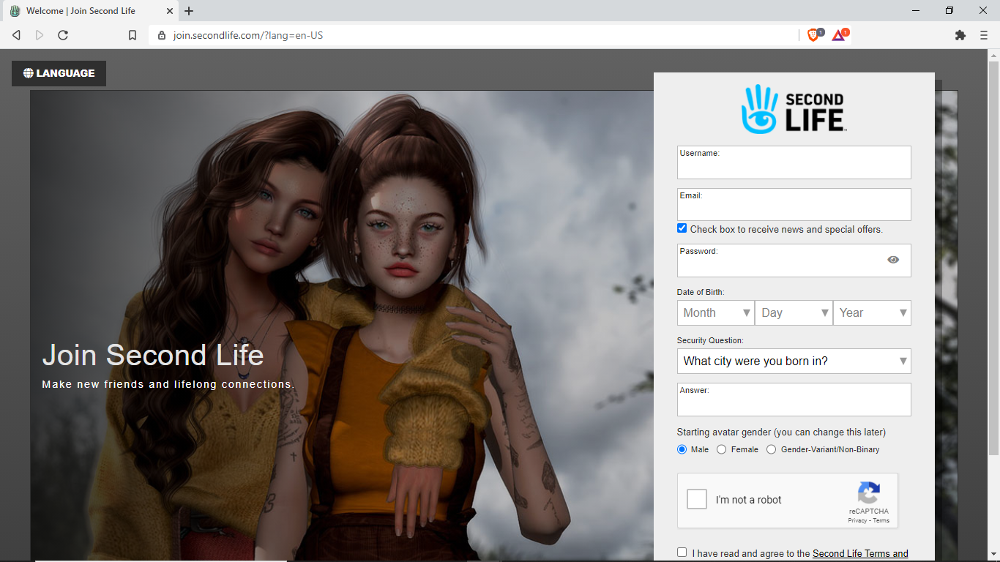 Welcome | Join Second Life
join.secondlife.com/?lang=en-US
1
1
LANGUAGE
SECOND
LIFE
Username:
Email:
Check box to receive news and special offers.
Password:
Date of Birth:
Month Day Year
Security Question:
What city were you born in?
Answer:
Starting avatar gender (you can change this later)
Male Female Gender-Variant/Non-Binary
I'm not a robot
reCAPTCHA
Privacy - Terms
I have read and agree to the Second Life Terms and
Join Second Life
Make new friends and lifelong connections.